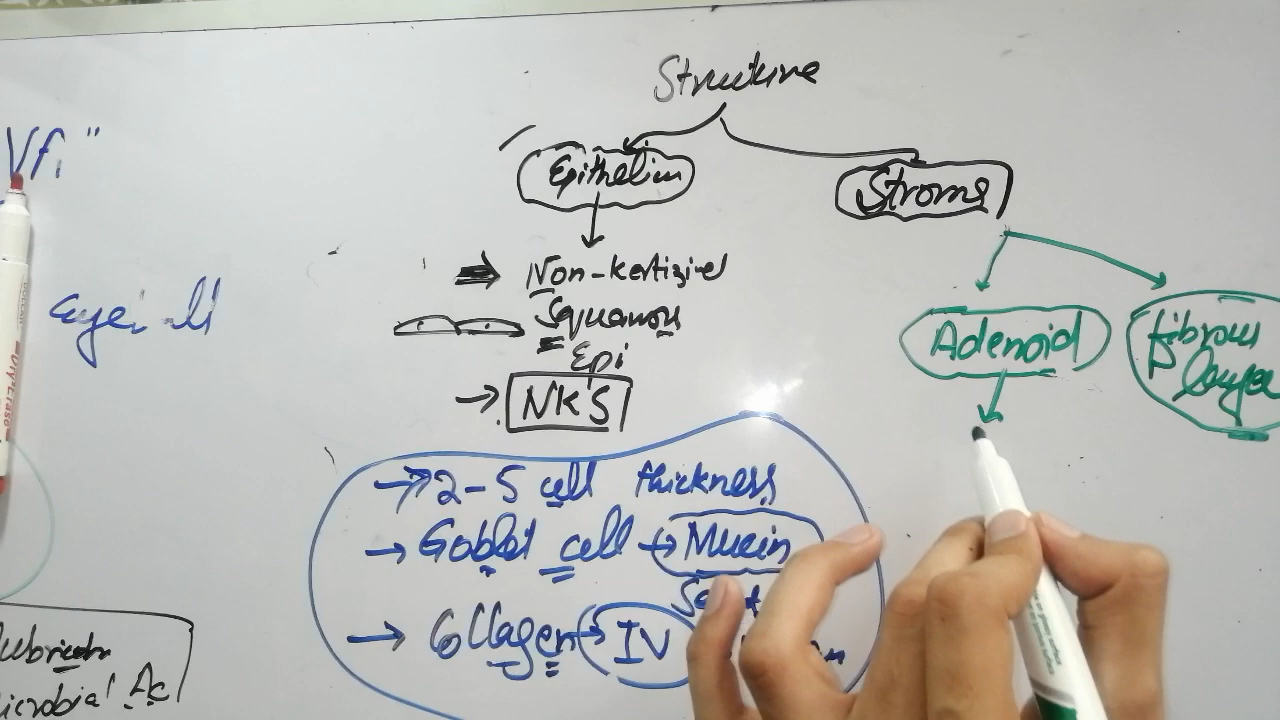 Structure
Epithelium
Stroma
Non-kertizired
Squamous
Epi
NKS
Adenoid
fibrous
layer
2-5 cell thickness
Goblet cell → Mucin
Collagen → IV